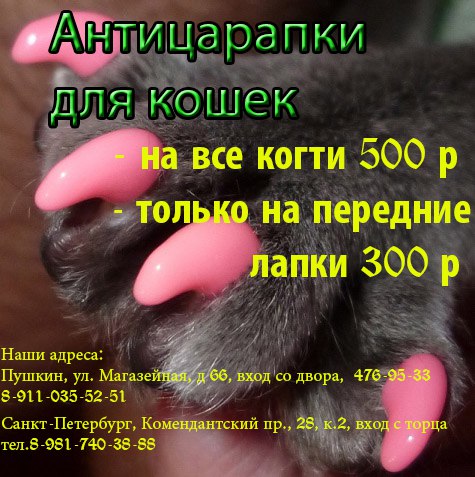 Антицарапки
для кошек
- на все когти 500 р
- только на передние
лапки 300 р
Наши адреса:
Пушкин, ул. Магазейная, д 66, вход со двора, 476-95-33
8-911-035-52-51
Санкт-Петербург, Комендантский пр., 28, к.2, вход с торца
тел.8-981-740-38-88